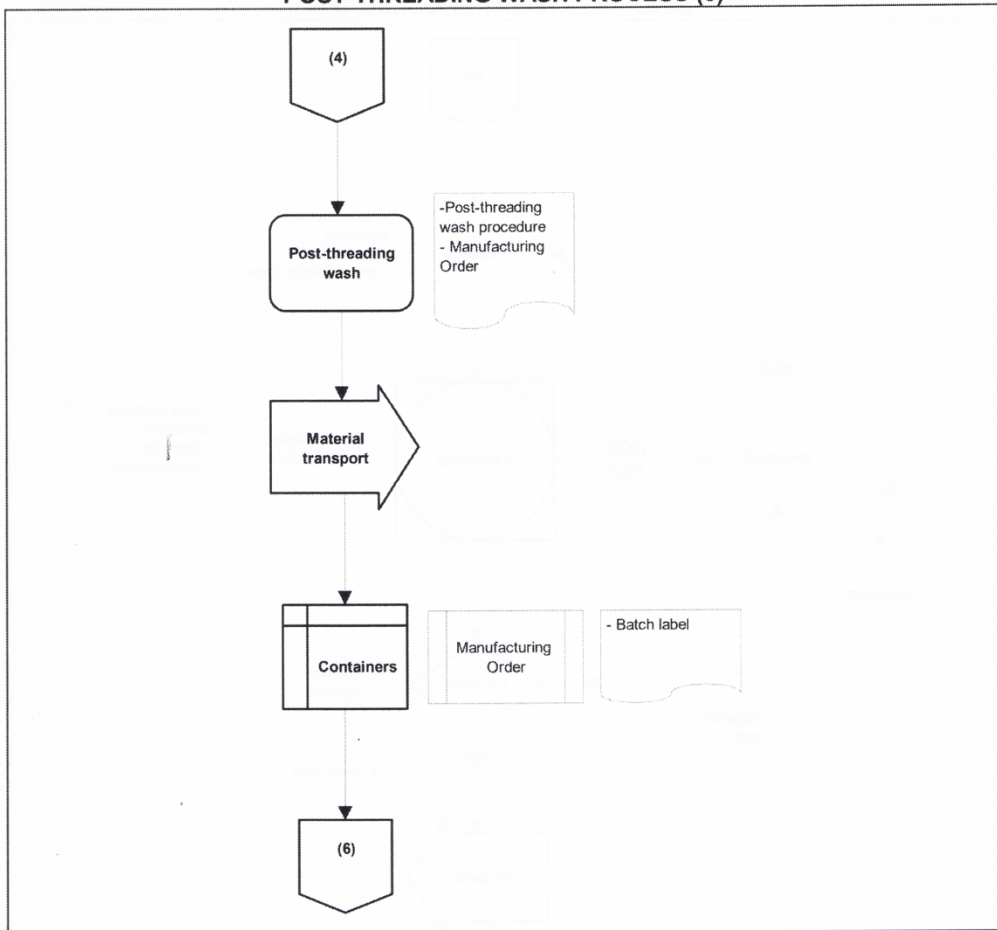 POST-THREADING WASH PROCESS (5)
(4)
Post-threading
wash
-Post-threading
wash procedure
- Manufacturing
Order
Material
transport
Containers
Manufacturing
Order
- Batch label
(6)